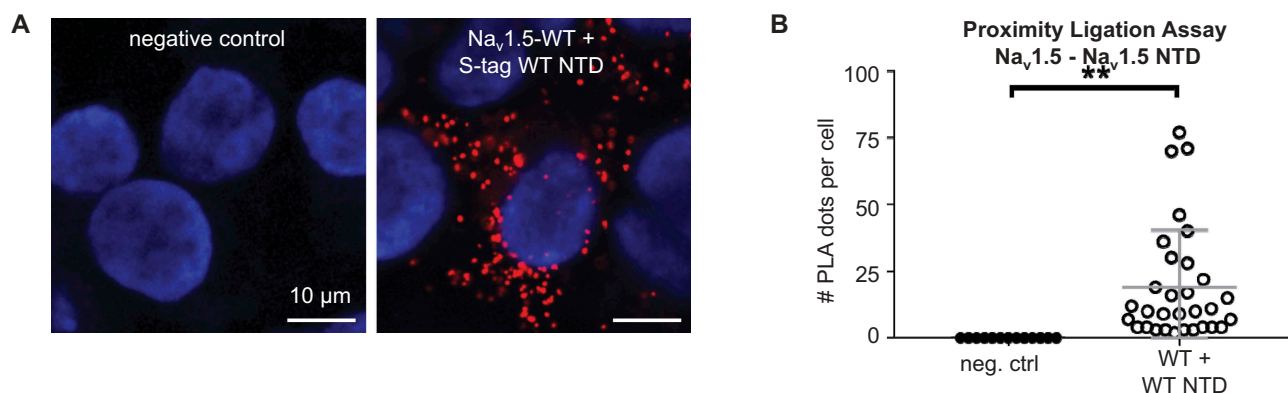 A
negative control
10 µm
Naᵥ1.5-WT +
S-tag WT NTD
B
Proximity Ligation Assay
Naᵥ1.5 - Naᵥ1.5 NTD
**
# PLA dots per cell
100
75
50
25
0
neg. ctrl
WT +
WT NTD